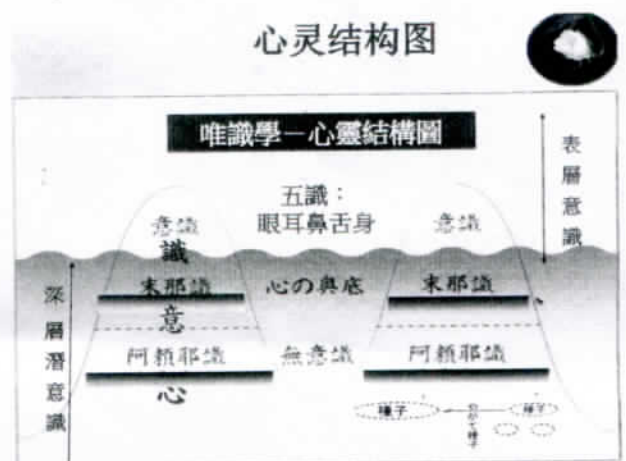 心灵结构图
唯識學－心靈結構圖
表層意識
五識：
眼耳鼻舌身
意識
意識
識
末那識
心の奥底
末那識
意
深層潛意識
阿賴耶識
無意識
阿賴耶識
心
種子
種子